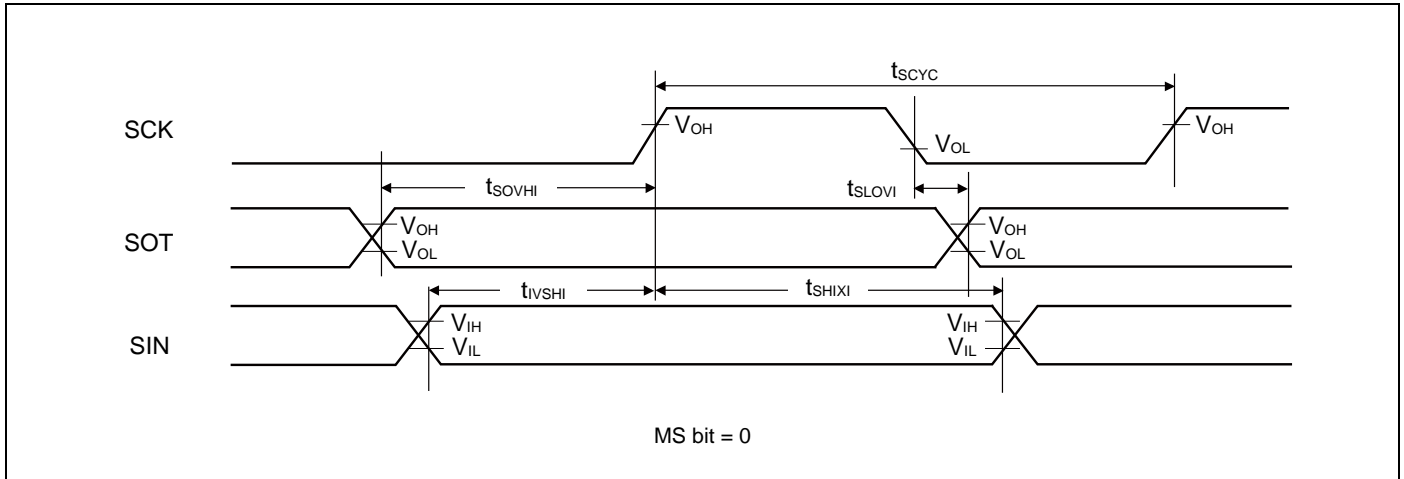 tSCYC
SCK
VOH
VOL
VOH
tSOVHI
tSLOVI
SOT
VOH
VOL
VOH
VOL
tIVSHI
tSHIXI
SIN
VIH
VIL
VIH
VIL
MS bit = 0